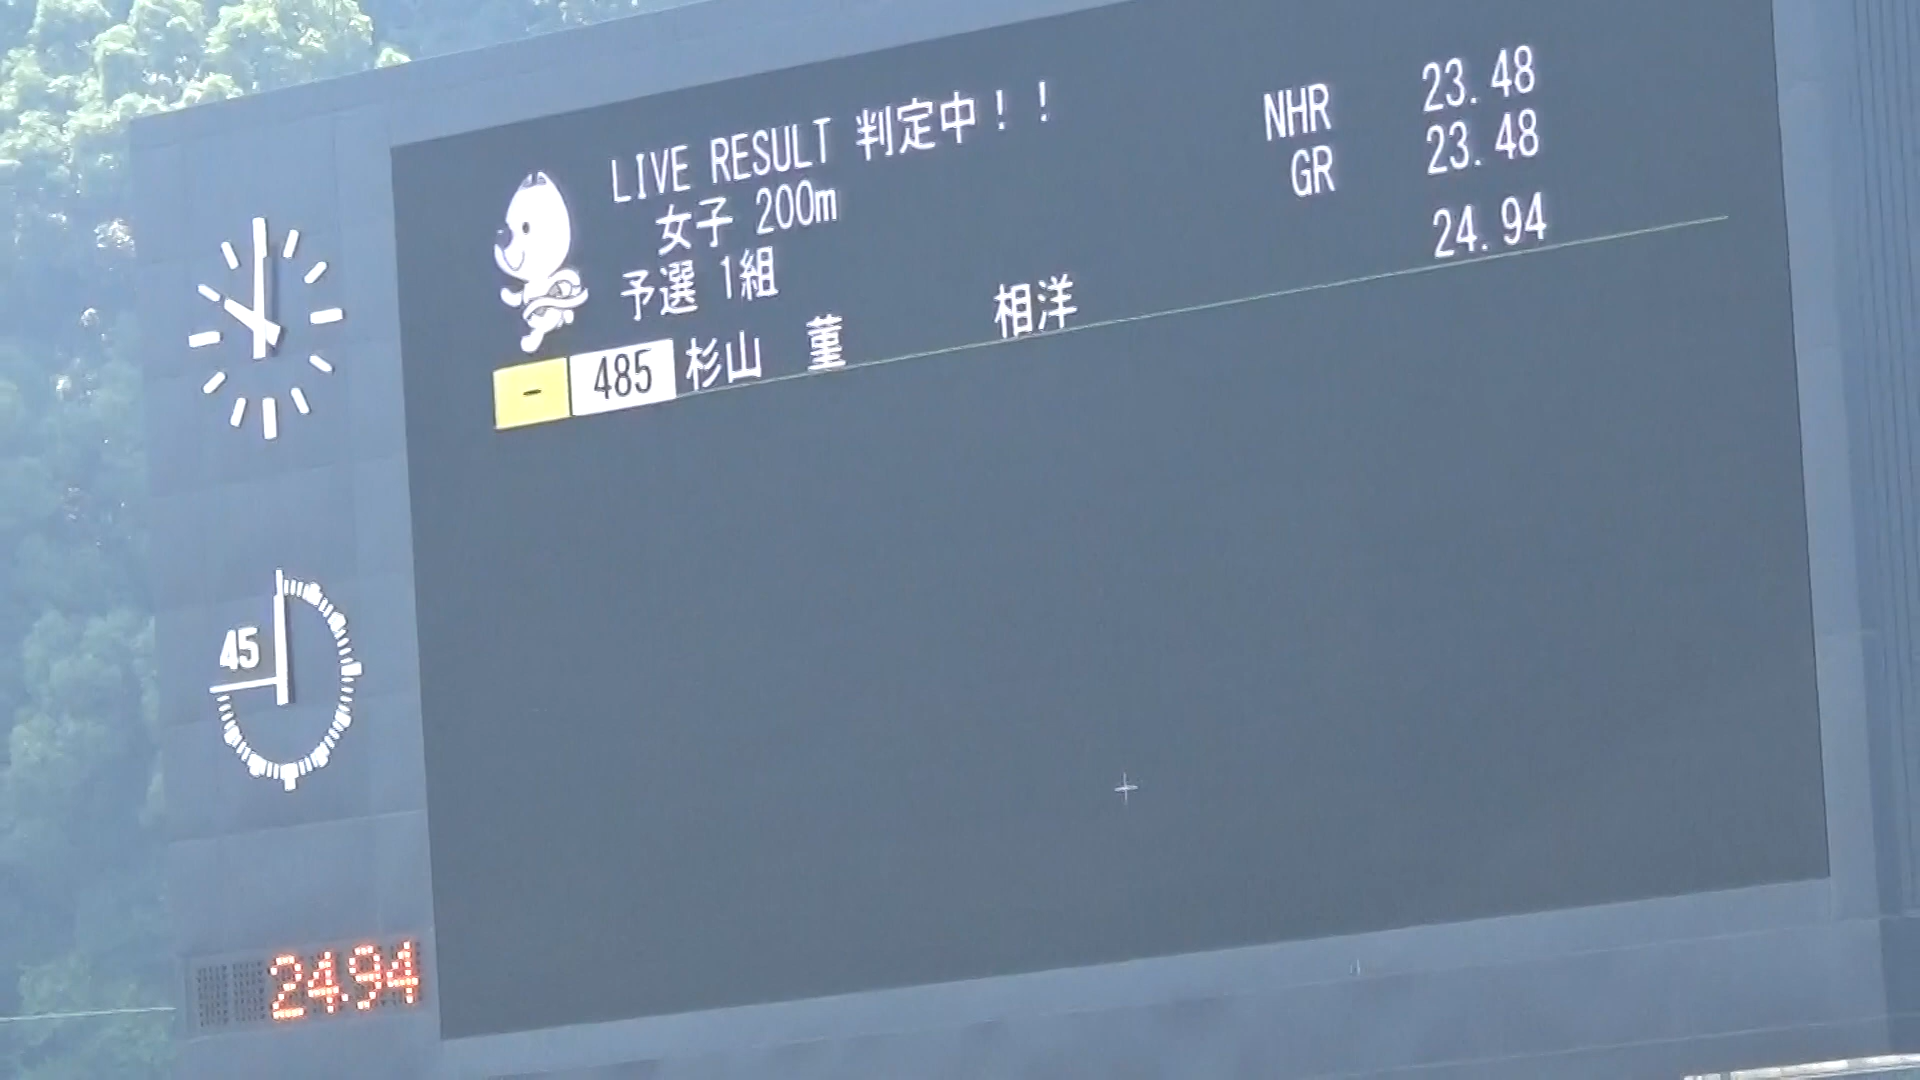 LIVE RESULT 判定中！！ NHR 23.48
女子 200m GR 23.48
予選 1組 24.94
- 485 杉山 菫 相洋
45
24.94